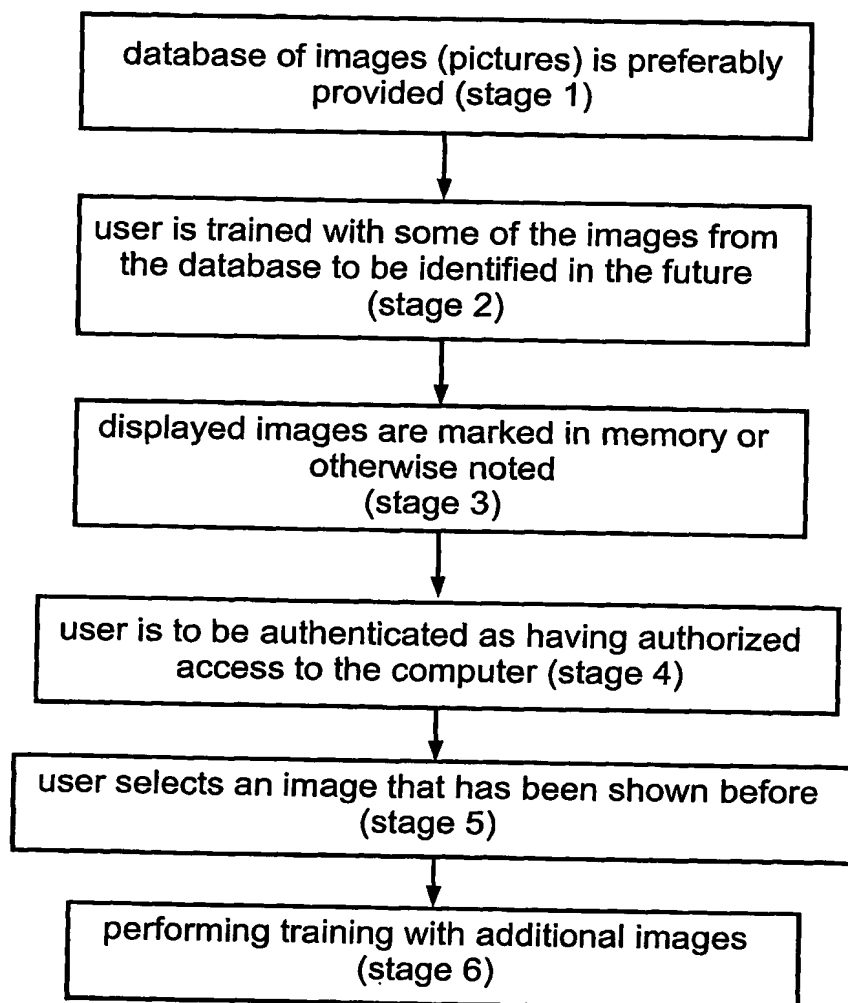 database of images (pictures) is preferably
provided (stage 1)
user is trained with some of the images from
the database to be identified in the future
(stage 2)
displayed images are marked in memory or
otherwise noted
(stage 3)
user is to be authenticated as having authorized
access to the computer (stage 4)
user selects an image that has been shown before
(stage 5)
performing training with additional images
(stage 6)